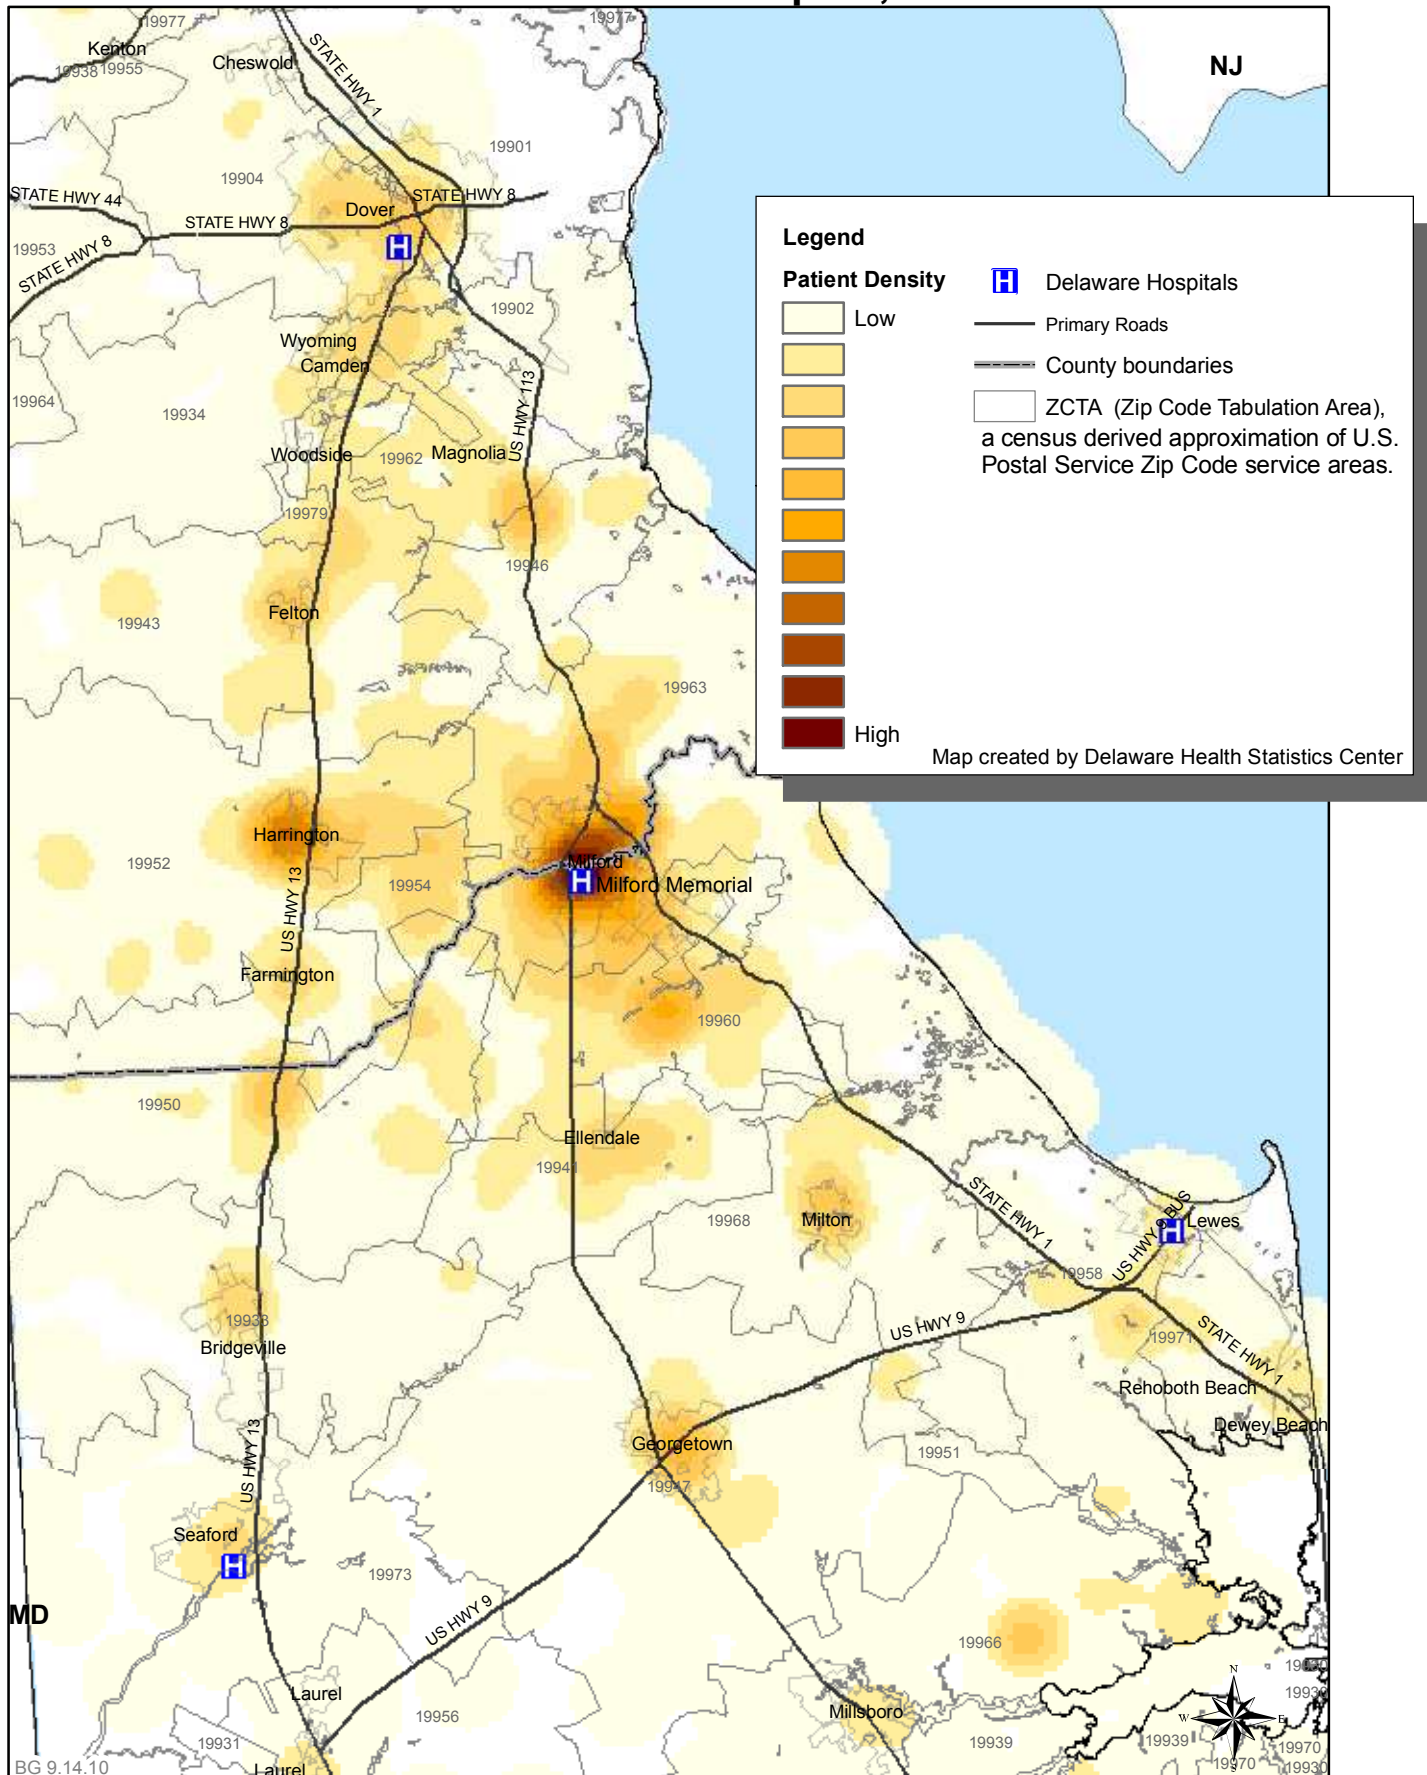 19977
19977
Kenton
19938
19955
Cheswold
STATE HWY 1
NJ
19901
19904
STATE HWY 44
STATE HWY 8
STATE HWY 8
Dover
H
19953
STATE HWY 8
19902
Wyoming
Camden
19964
19934
US HWY 113
Woodside
19962
Magnolia
19979
19946
Felton
19943
19963
Legend
Patient Density
Low
High
H Delaware Hospitals
Primary Roads
County boundaries
ZCTA (Zip Code Tabulation Area),
a census derived approximation of U.S.
Postal Service Zip Code service areas.
Map created by Delaware Health Statistics Center
Harrington
19952
Milford
H Milford Memorial
19954
US HWY 13
Farmington
19960
19950
Ellendale
19941
19968
Milton
STATE HWY 1
US HWY 9 BUS
H
Lewes
19958
19933
Bridgeville
US HWY 9
19971
STATE HWY 1
Rehoboth Beach
Dewey Beach
US HWY 13
Georgetown
19951
19947
Seaford
H
19973
MD
US HWY 9
19966
Laurel
Millsboro
19956
19931
19939
19939
19970
19970
19930
N
W
E
S
BG 9.14.10
Laurel